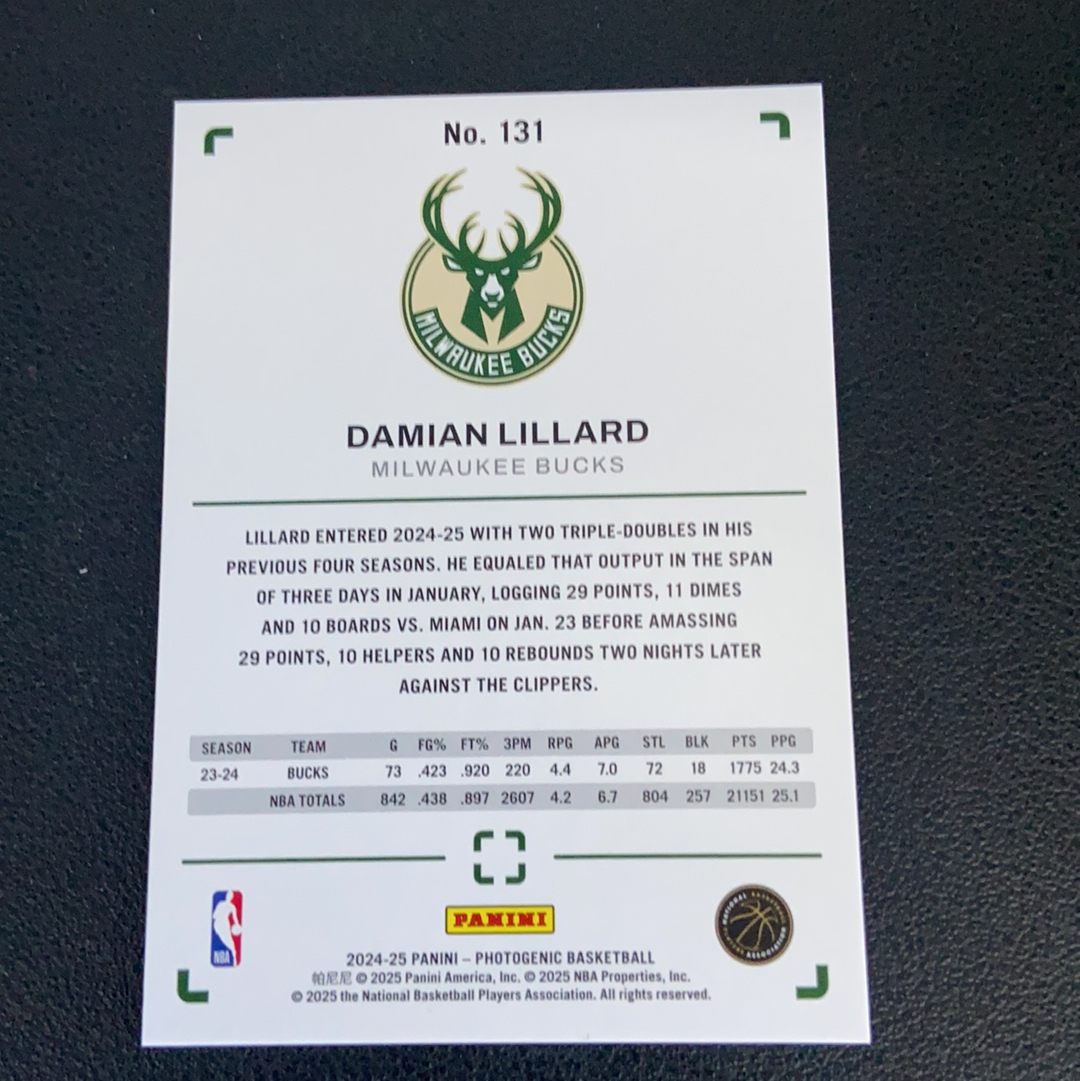 No. 131
MILWAUKEE BUCKS
DAMIAN LILLARD
MILWAUKEE BUCKS
LILLARD ENTERED 2024-25 WITH TWO TRIPLE-DOUBLES IN HIS
PREVIOUS FOUR SEASONS. HE EQUALED THAT OUTPUT IN THE SPAN
OF THREE DAYS IN JANUARY, LOGGING 29 POINTS, 11 DIMES
AND 10 BOARDS VS. MIAMI ON JAN. 23 BEFORE AMASSING
29 POINTS, 10 HELPERS AND 10 REBOUNDS TWO NIGHTS LATER
AGAINST THE CLIPPERS.
SEASON TEAM G FG% FT% 3PM RPG APG STL BLK PTS PPG
23-24 BUCKS 73 .423 .920 220 4.4 7.0 72 18 1775 24.3
NBA TOTALS 842 .438 .897 2607 4.2 6.7 804 257 21151 25.1
NBA
PANINI
NATIONAL BASKETBALL PLAYERS ASSOCIATION
2024-25 PANINI – PHOTOGENIC BASKETBALL
帕尼尼 © 2025 Panini America, Inc. © 2025 NBA Properties, Inc.
© 2025 the National Basketball Players Association. All rights reserved.